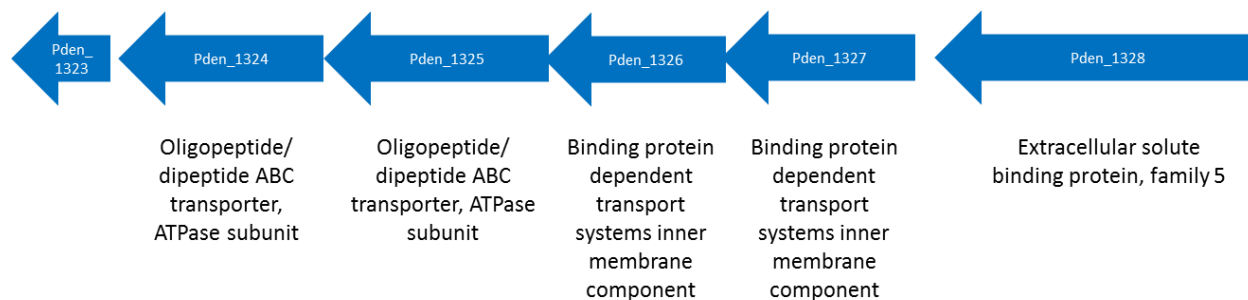 Pden_
1323
Pden_1324
Pden_1325
Pden_1326
Pden_1327
Pden_1328
Oligopeptide/
dipeptide ABC
transporter,
ATPase subunit
Oligopeptide/
dipeptide ABC
transporter, ATPase
subunit
Binding protein
dependent
transport
systems inner
membrane
component
Binding protein
dependent
transport
systems inner
membrane
component
Extracellular solute
binding protein, family 5